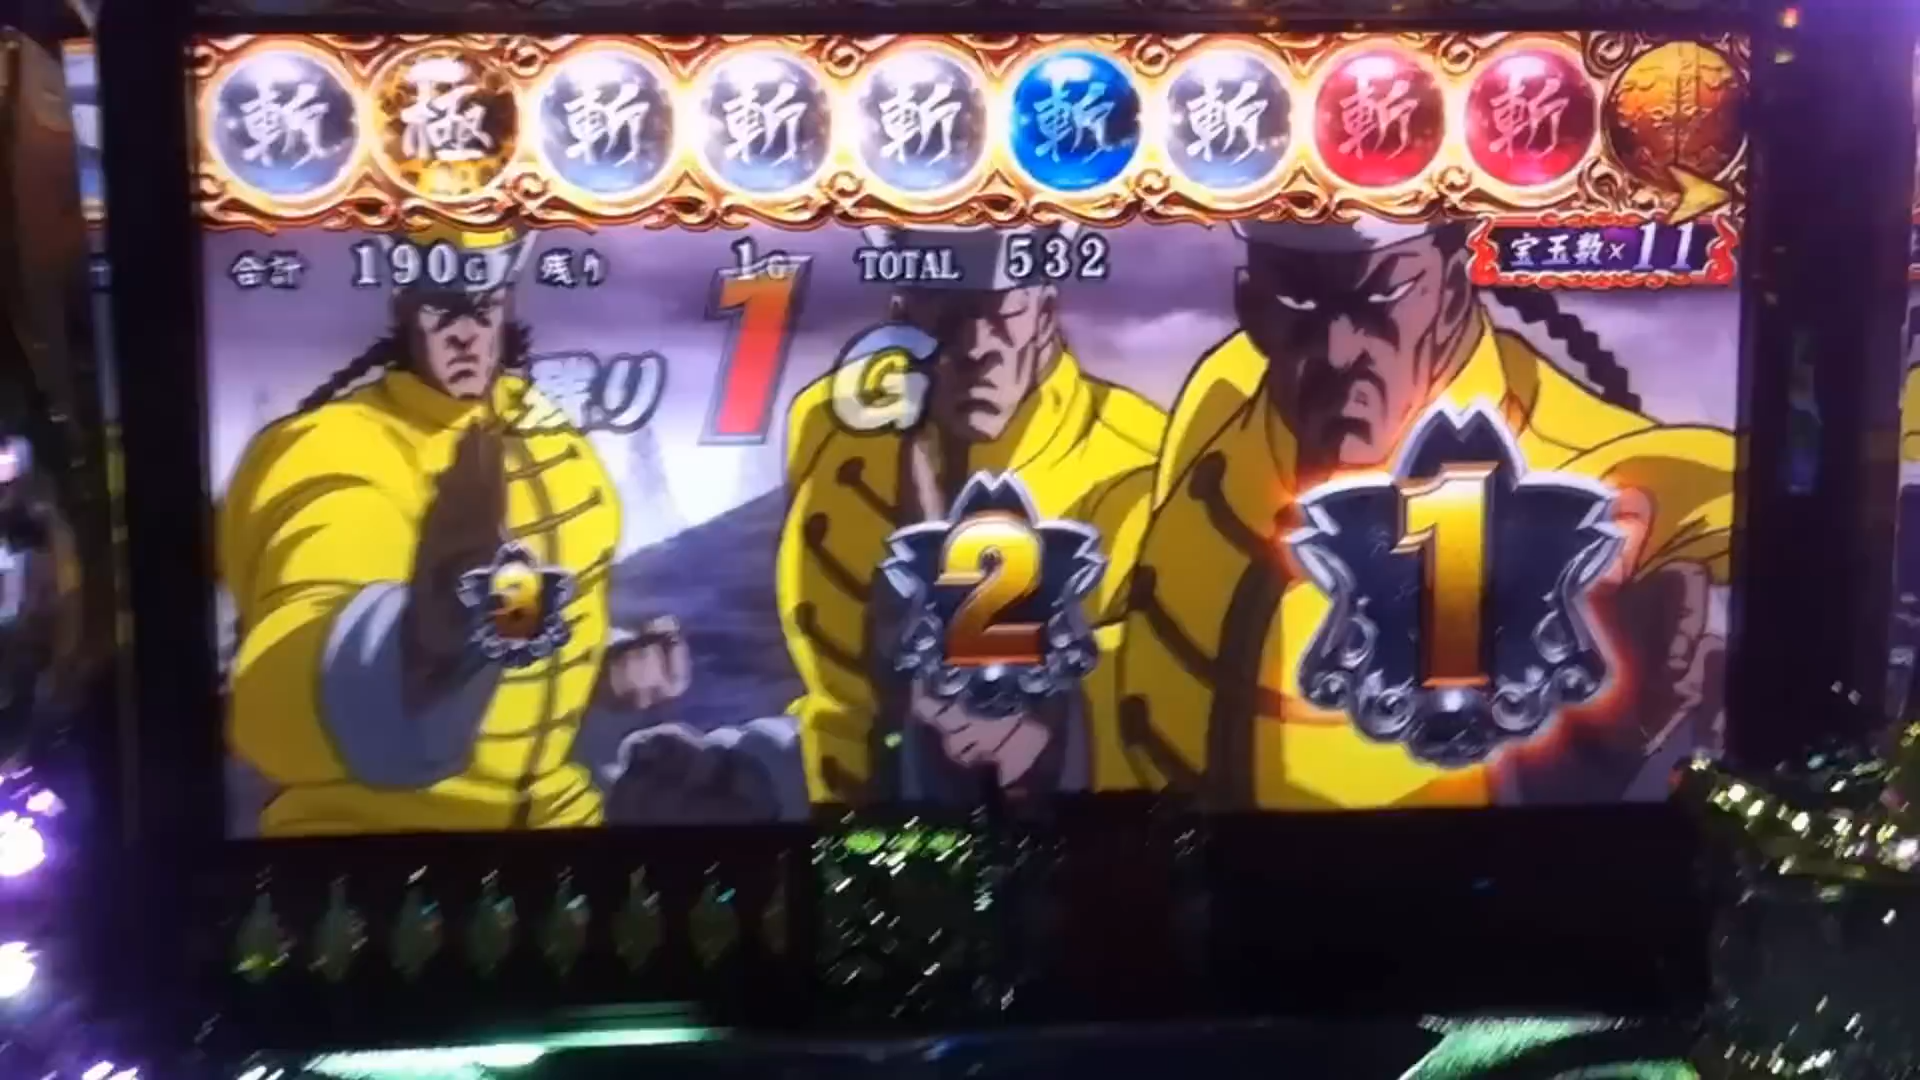 斬 極 斬 斬 斬 斬 斬 斬 斬
合計 190G 残り 1G TOTAL 532
宝玉数×11
残り 1 G
3 2 1